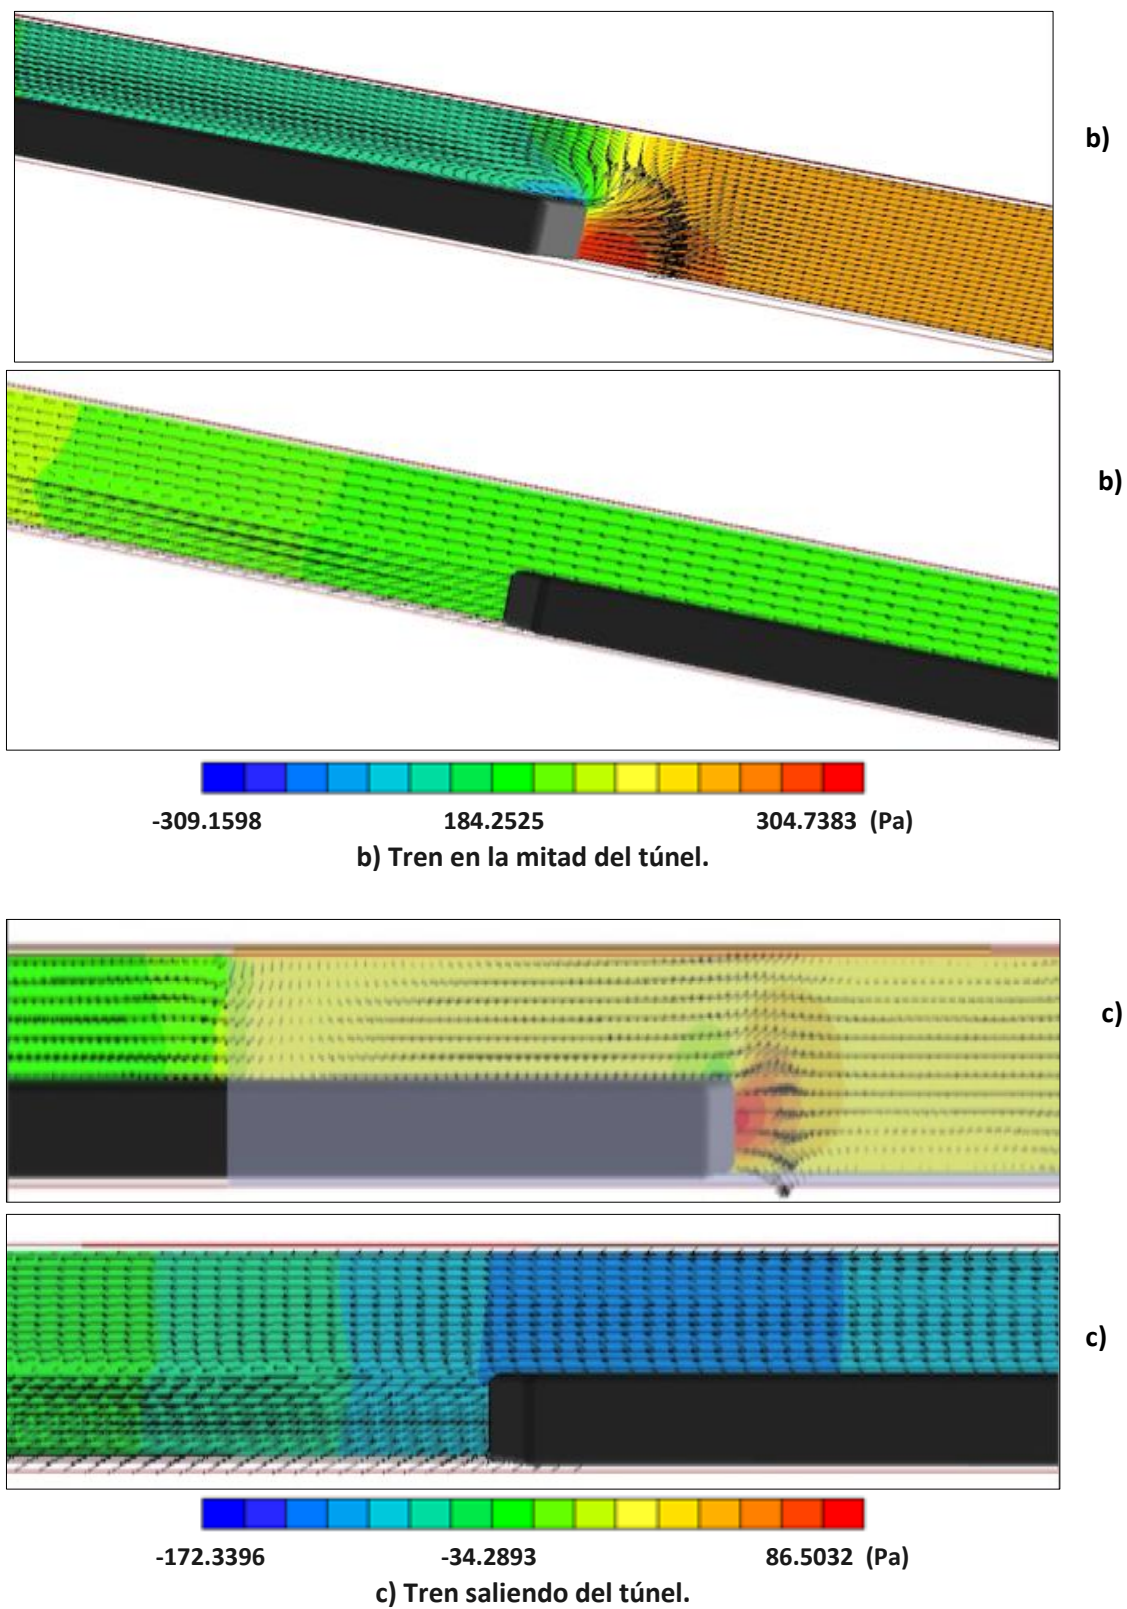 b)
b)
-309.1598 184.2525 304.7383 (Pa)
b) Tren en la mitad del túnel.
c)
c)
-172.3396 -34.2893 86.5032 (Pa)
c) Tren saliendo del túnel.